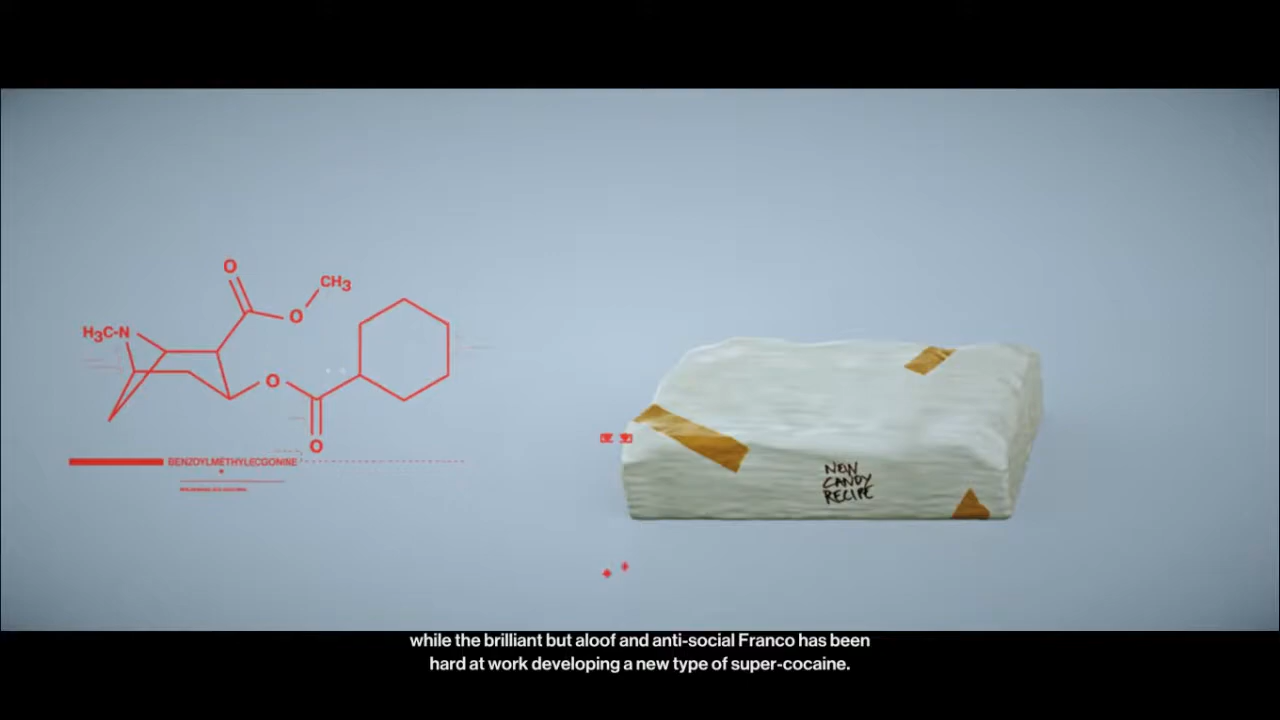 O
CH3
O
H3C-N
O
O
BENZOYLMETHYLECGONINE
NEW
CANDY
RECIPE
while the brilliant but aloof and anti-social Franco has been
hard at work developing a new type of super-cocaine.